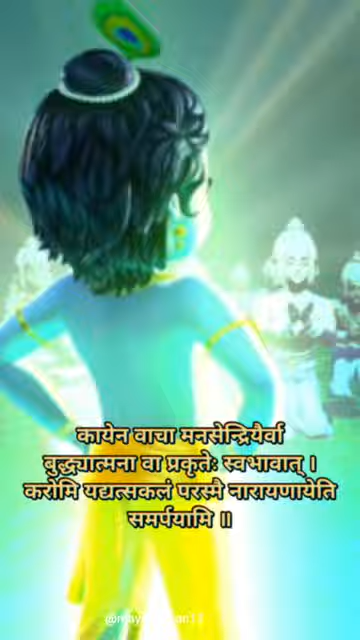 कायेन वाचा मनसेन्द्रियैर्वा
बुद्ध्यात्मना वा प्रकृतेः स्वभावात् ।
करोमि यद्यत्सकलं परस्मै नारायणायेति
समर्पयामि ॥